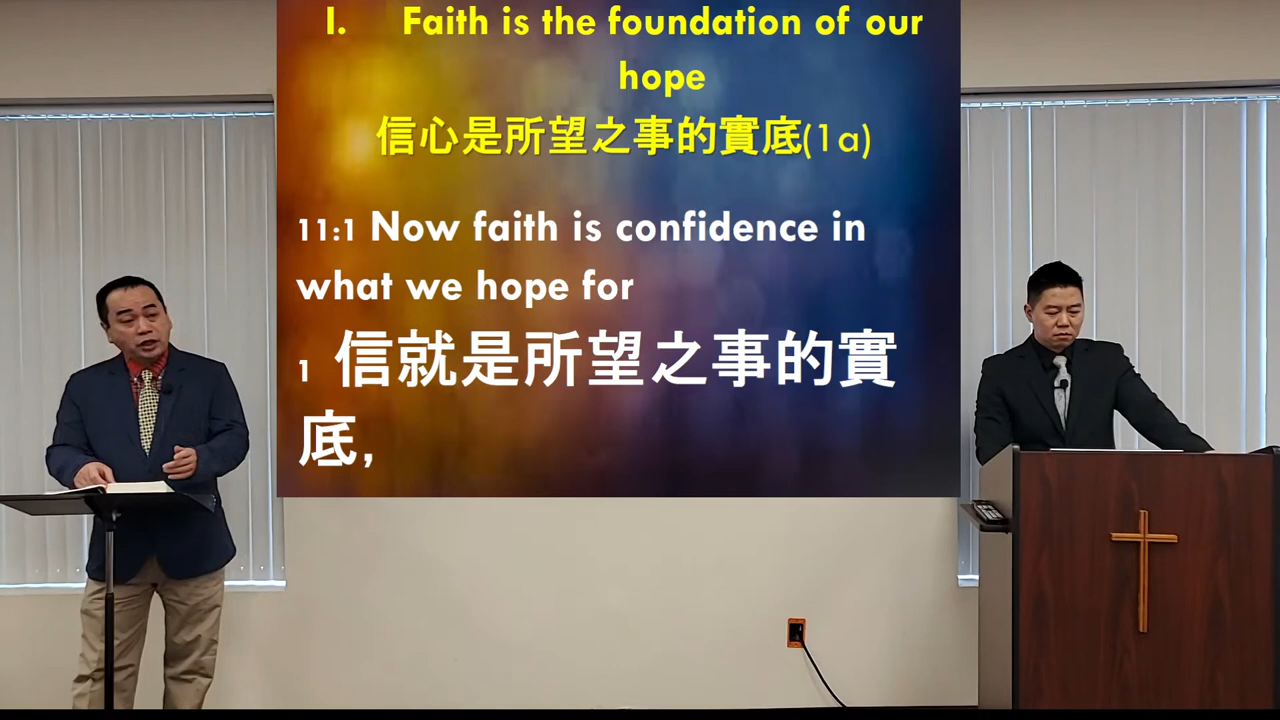 I. Faith is the foundation of our
hope
信心是所望之事的實底(1a)
11:1 Now faith is confidence in
what we hope for
1 信就是所望之事的實
底,